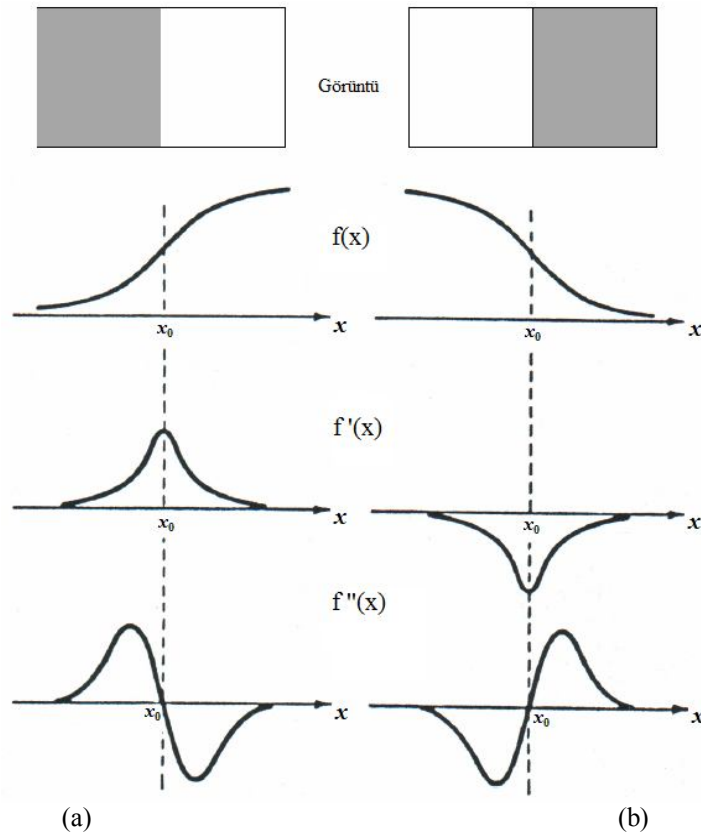 Görüntü
f(x)
x₀ x
x₀ x
f '(x)
x₀ x
x₀ x
f ''(x)
x₀ x
x₀ x
(a) (b)